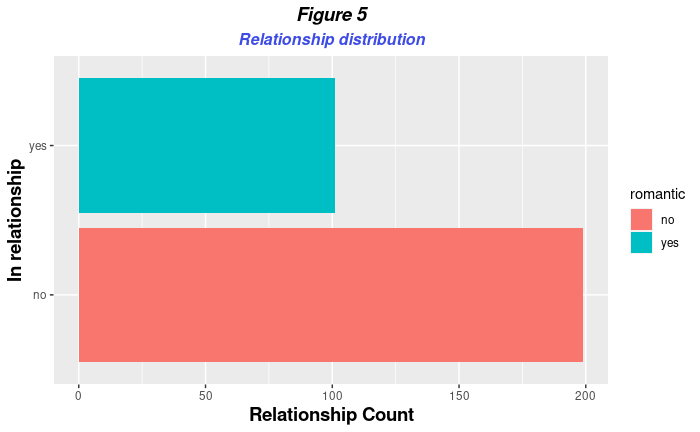 Figure 5
Relationship distribution
In relationship
yes
no
0 50 100 150 200
Relationship Count
romantic
no
yes